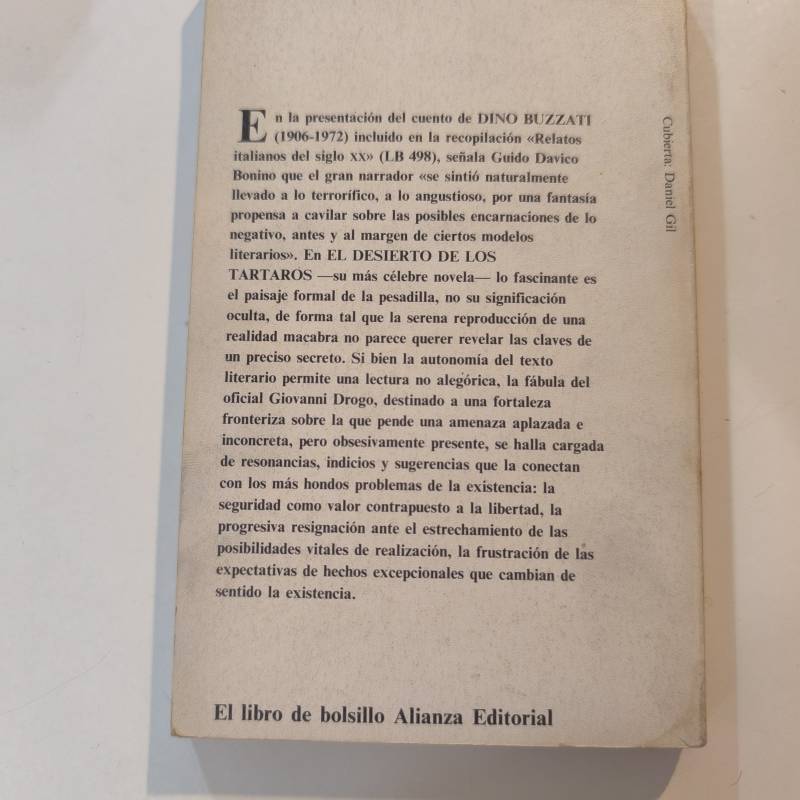 En la presentación del cuento de DINO BUZZATI
(1906-1972) incluido en la recopilación «Relatos
italianos del siglo XX» (LB 498), señala Guido Davico
Bonino que el gran narrador «se sintió naturalmente
llevado a lo terrorífico, a lo angustioso, por una fantasía
propensa a cavilar sobre las posibles encarnaciones de lo
negativo, antes y al margen de ciertos modelos
literarios». En EL DESIERTO DE LOS
TARTAROS —su más célebre novela— lo fascinante es
el paisaje formal de la pesadilla, no su significación
oculta, de forma tal que la serena reproducción de una
realidad macabra no parece querer revelar las claves de
un preciso secreto. Si bien la autonomía del texto
literario permite una lectura no alegórica, la fábula del
oficial Giovanni Drogo, destinado a una fortaleza
fronteriza sobre la que pende una amenaza aplazada e
inconcreta, pero obsesivamente presente, se halla cargada
de resonancias, indicios y sugerencias que la conectan
con los más hondos problemas de la existencia: la
seguridad como valor contrapuesto a la libertad, la
progresiva resignación ante el estrechamiento de las
posibilidades vitales de realización, la frustración de las
expectativas de hechos excepcionales que cambian de
sentido la existencia.
El libro de bolsillo Alianza Editorial
Cubierta: Daniel Gil